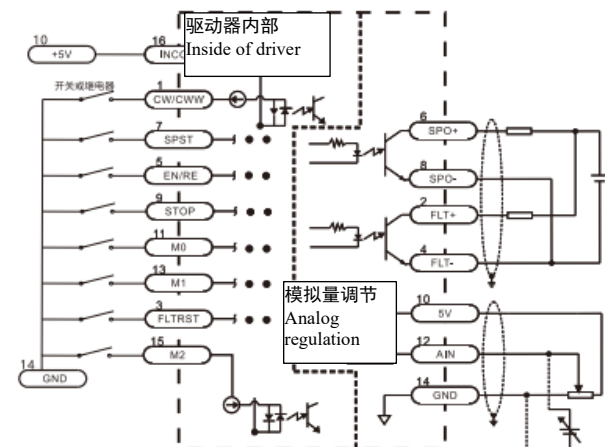 驱动器内部
Inside of driver
10
+5V
16
开关或继电器
1
CW/CWW
7
SPST
5
EN/RE
9
STOP
11
M0
13
M1
3
FLTRST
15
M2
14
GND
6
SPO+
8
SPO-
2
FLT+
4
FLT-
模拟量调节
Analog
regulation
10
5V
12
AIN
14
GND